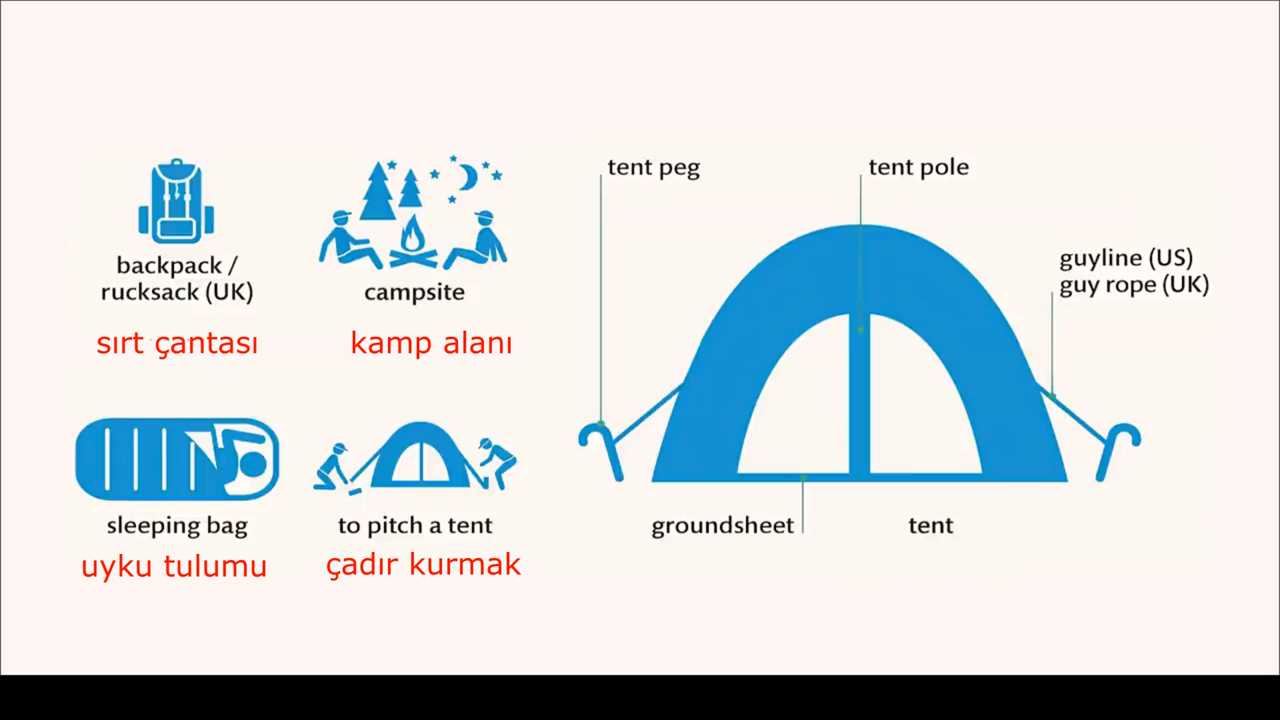 backpack /
rucksack (UK)
sırt çantası
campsite
kamp alanı
sleeping bag
uyku tulumu
to pitch a tent
çadır kurmak
tent peg
tent pole
guyline (US)
guy rope (UK)
groundsheet
tent